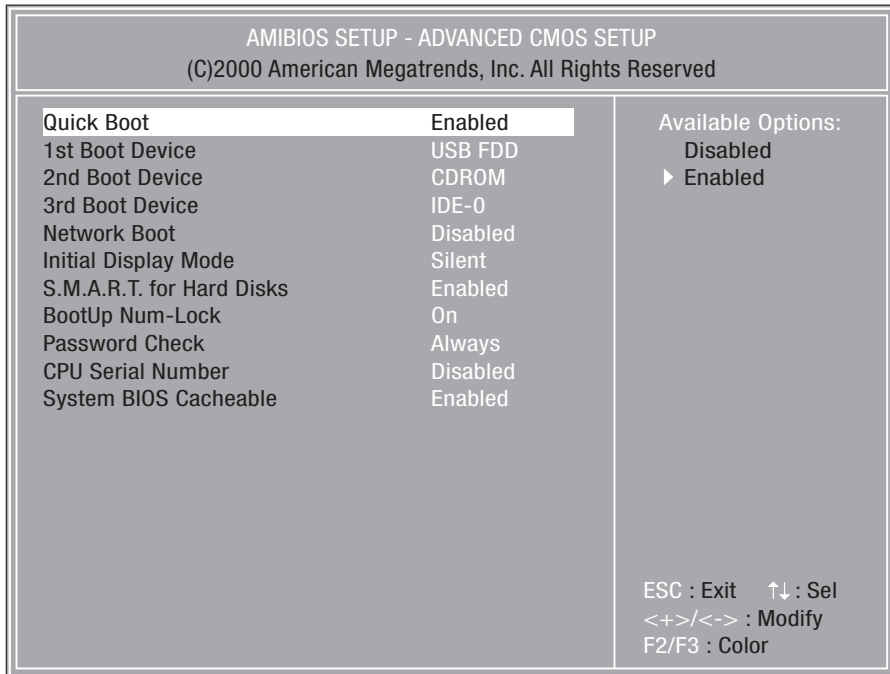 AMIBIOS SETUP - ADVANCED CMOS SETUP
(C)2000 American Megatrends, Inc. All Rights Reserved
Quick Boot Enabled
1st Boot Device USB FDD
2nd Boot Device CDROM
3rd Boot Device IDE-0
Network Boot Disabled
Initial Display Mode Silent
S.M.A.R.T. for Hard Disks Enabled
BootUp Num-Lock On
Password Check Always
CPU Serial Number Disabled
System BIOS Cacheable Enabled
Available Options:
Disabled
Enabled
ESC : Exit ↑↓ : Sel
<+>/<-> : Modify
F2/F3 : Color